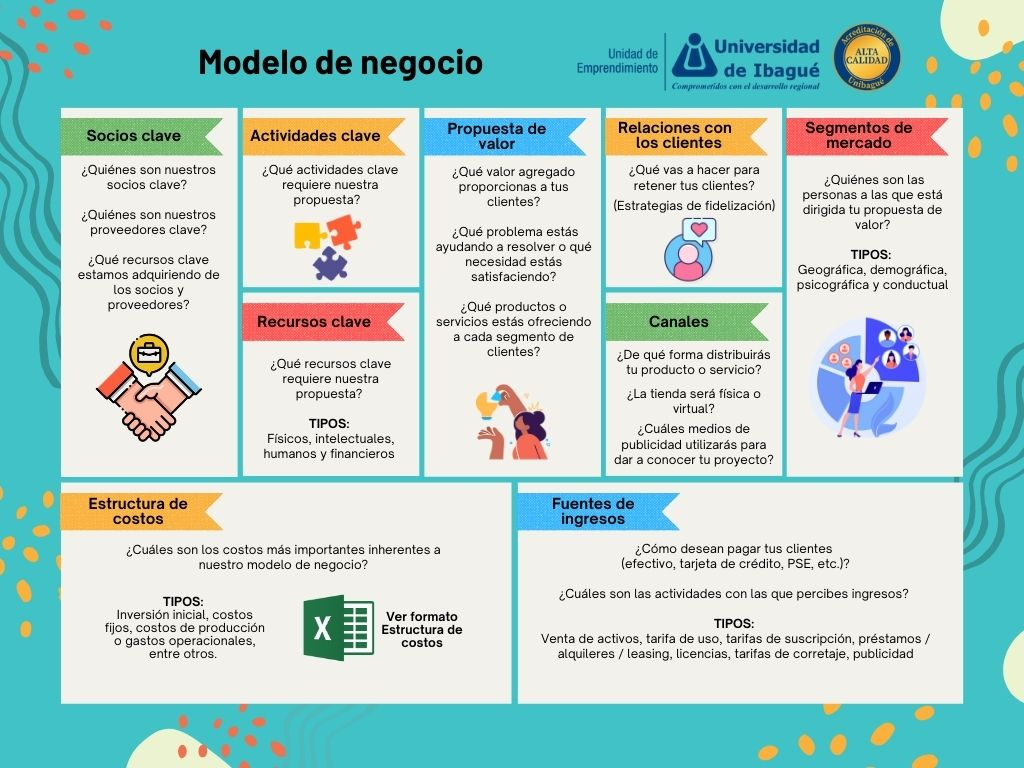 Modelo de negocio
Unidad de
Emprendimiento
Universidad
de Ibagué
Comprometidos con el desarrollo regional
Acreditación de
ALTA
CALIDAD
Unibagué
Socios clave
¿Quiénes son nuestros
socios clave?
¿Quiénes son nuestros
proveedores clave?
¿Qué recursos clave
estamos adquiriendo de
los socios y
proveedores?
Actividades clave
¿Qué actividades clave
requiere nuestra
propuesta?
Recursos clave
¿Qué recursos clave
requiere nuestra
propuesta?
TIPOS:
Físicos, intelectuales,
humanos y financieros
Propuesta de
valor
¿Qué valor agregado
proporcionas a tus
clientes?
¿Qué problema estás
ayudando a resolver o qué
necesidad estás
satisfaciendo?
¿Qué productos o
servicios estás ofreciendo
a cada segmento de
clientes?
Relaciones con
los clientes
¿Qué vas a hacer para
retener tus clientes?
(Estrategias de fidelización)
Canales
¿De qué forma distribuirás
tu producto o servicio?
¿La tienda será física o
virtual?
¿Cuáles medios de
publicidad utilizarás para
dar a conocer tu proyecto?
Segmentos de
mercado
¿Quiénes son las
personas a las que está
dirigida tu propuesta de
valor?
TIPOS:
Geográfica, demográfica,
psicográfica y conductual
Estructura de
costos
¿Cuáles son los costos más importantes inherentes a
nuestro modelo de negocio?
TIPOS:
Inversión inicial, costos
fijos, costos de producción
o gastos operacionales,
entre otros.
X
Ver formato
Estructura de
costos
Fuentes de
ingresos
¿Cómo desean pagar tus clientes
(efectivo, tarjeta de crédito, PSE, etc.)?
¿Cuáles son las actividades con las que percibes ingresos?
TIPOS:
Venta de activos, tarifa de uso, tarifas de suscripción, préstamos /
alquileres / leasing, licencias, tarifas de corretaje, publicidad